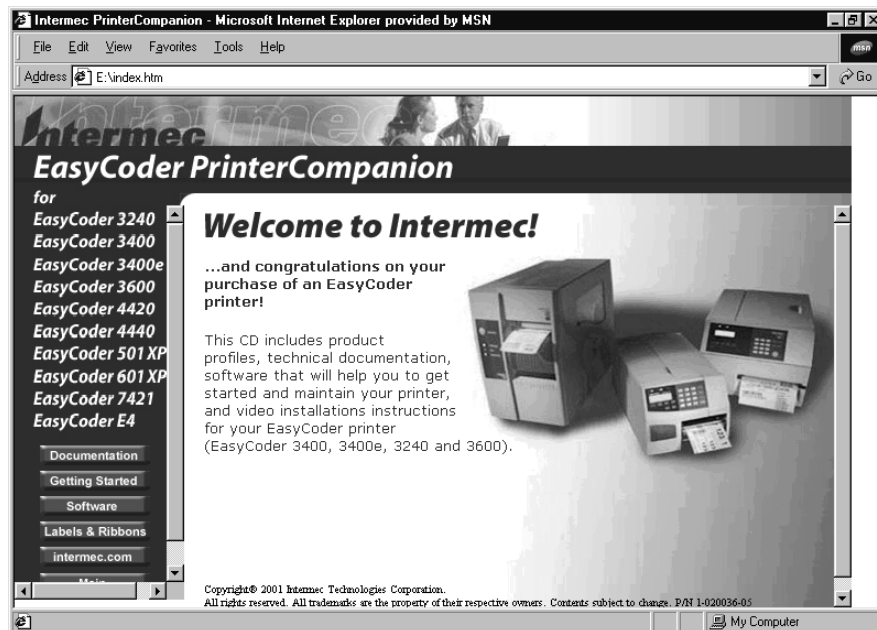 Intermec PrinterCompanion - Microsoft Internet Explorer provided by MSN
File Edit View Favorites Tools Help
msn
Address E:\index.htm Go
Intermec
EasyCoder PrinterCompanion
for
EasyCoder 3240
EasyCoder 3400
EasyCoder 3400e
EasyCoder 3600
EasyCoder 4420
EasyCoder 4440
EasyCoder 501 XP
EasyCoder 601 XP
EasyCoder 7421
EasyCoder E4
Documentation
Getting Started
Software
Labels & Ribbons
intermec.com
Main
Welcome to Intermec!
...and congratulations on your
purchase of an EasyCoder
printer!
This CD includes product
profiles, technical documentation,
software that will help you to get
started and maintain your printer,
and video installations instructions
for your EasyCoder printer
(EasyCoder 3400, 3400e, 3240 and 3600).
Copyright© 2001 Intermec Technologies Corporation.
All rights reserved. All trademarks are the property of their respective owners. Contents subject to change. P/N 1-020036-05
My Computer